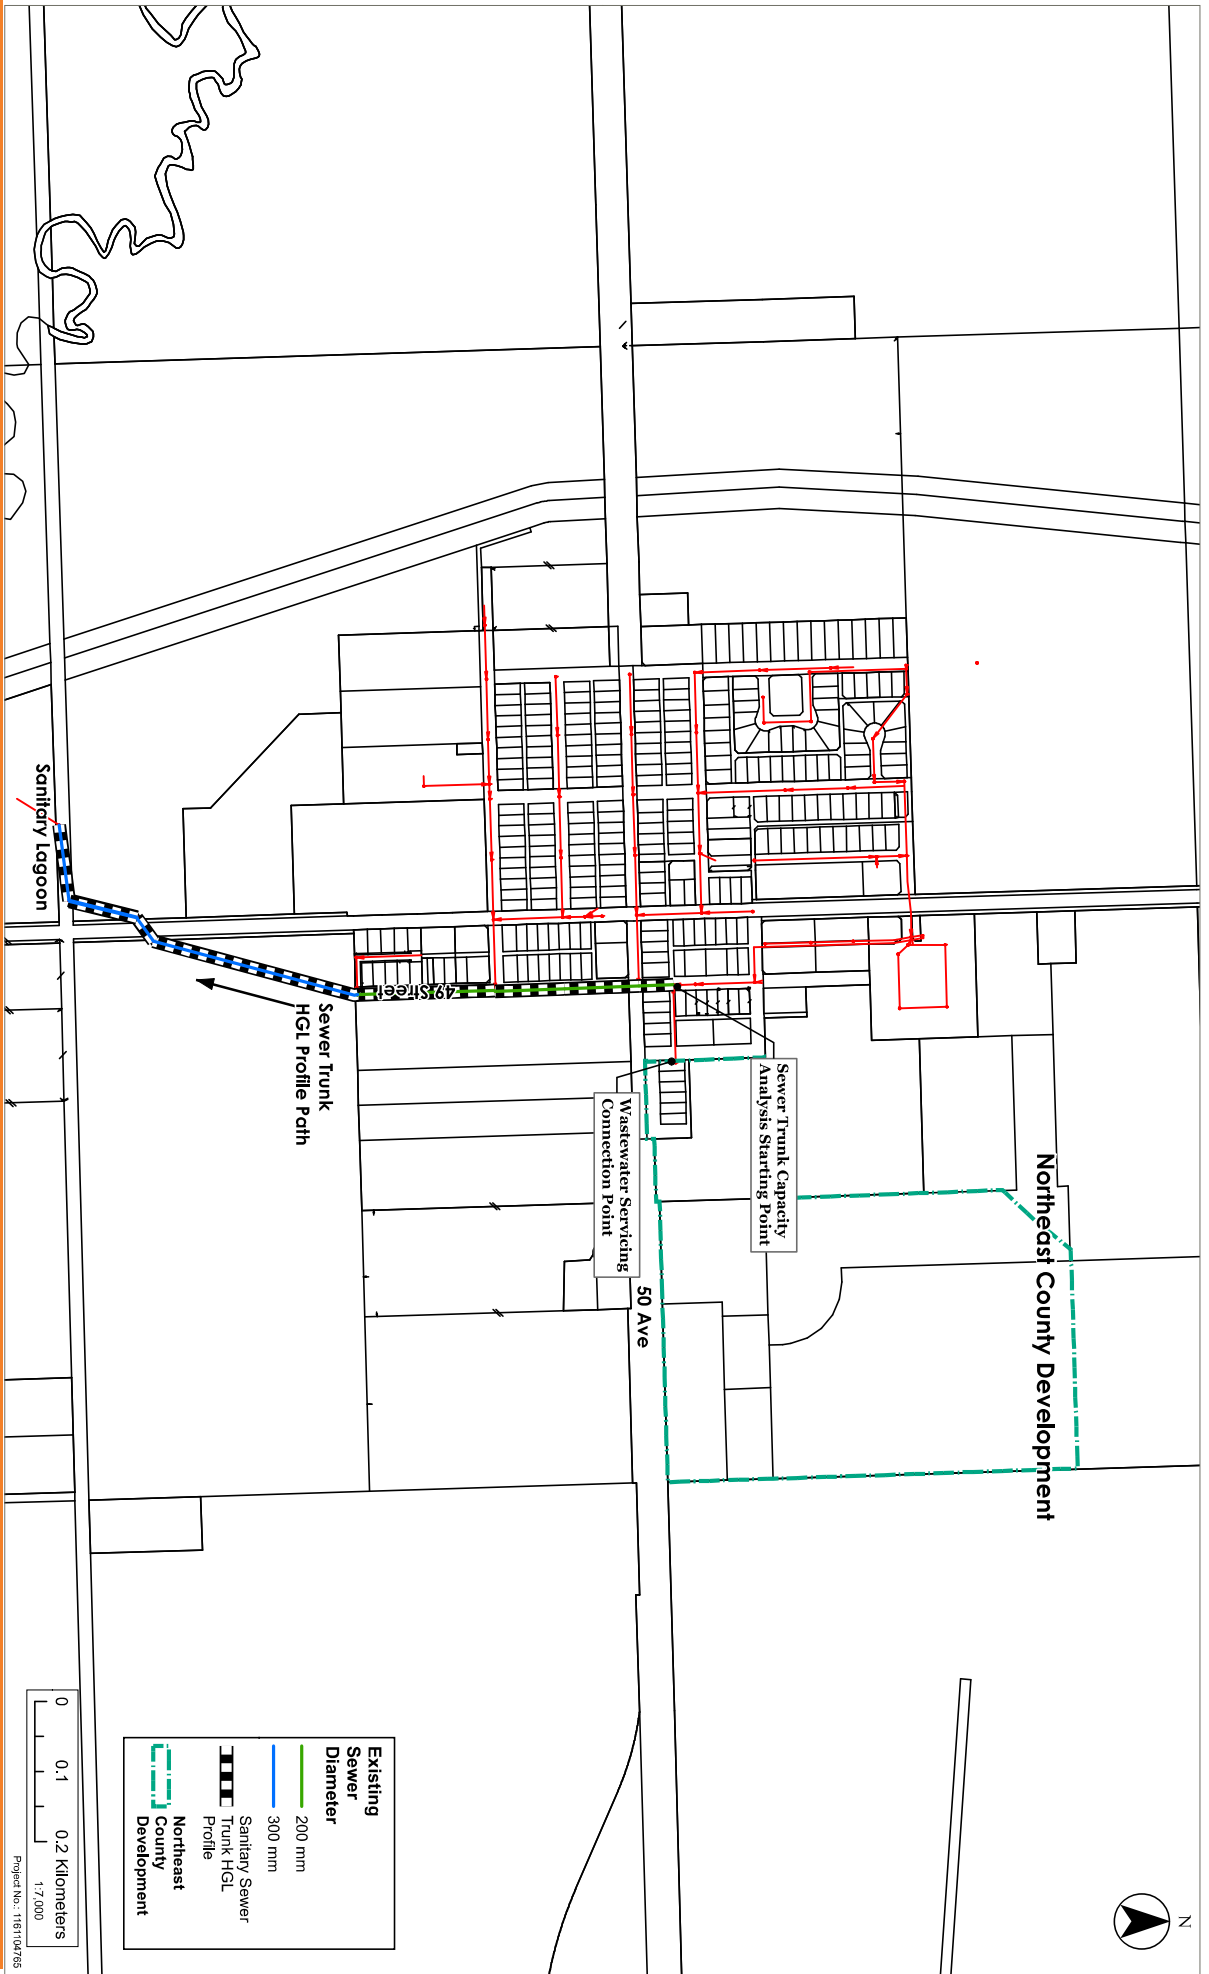 N
Northeast County Development
Sewer Trunk Capacity
Analysis Starting Point
50 Ave
Wastewater Servicing
Connection Point
49 Street
Sewer Trunk
HGL Profile Path
Sanitary Lagoon
Existing
Sewer
Diameter
200 mm
300 mm
Sanitary Sewer
Trunk HGL
Profile
Northeast
County
Development
0 0.1 0.2 Kilometers
1:7,000
Project No.: 1161104765